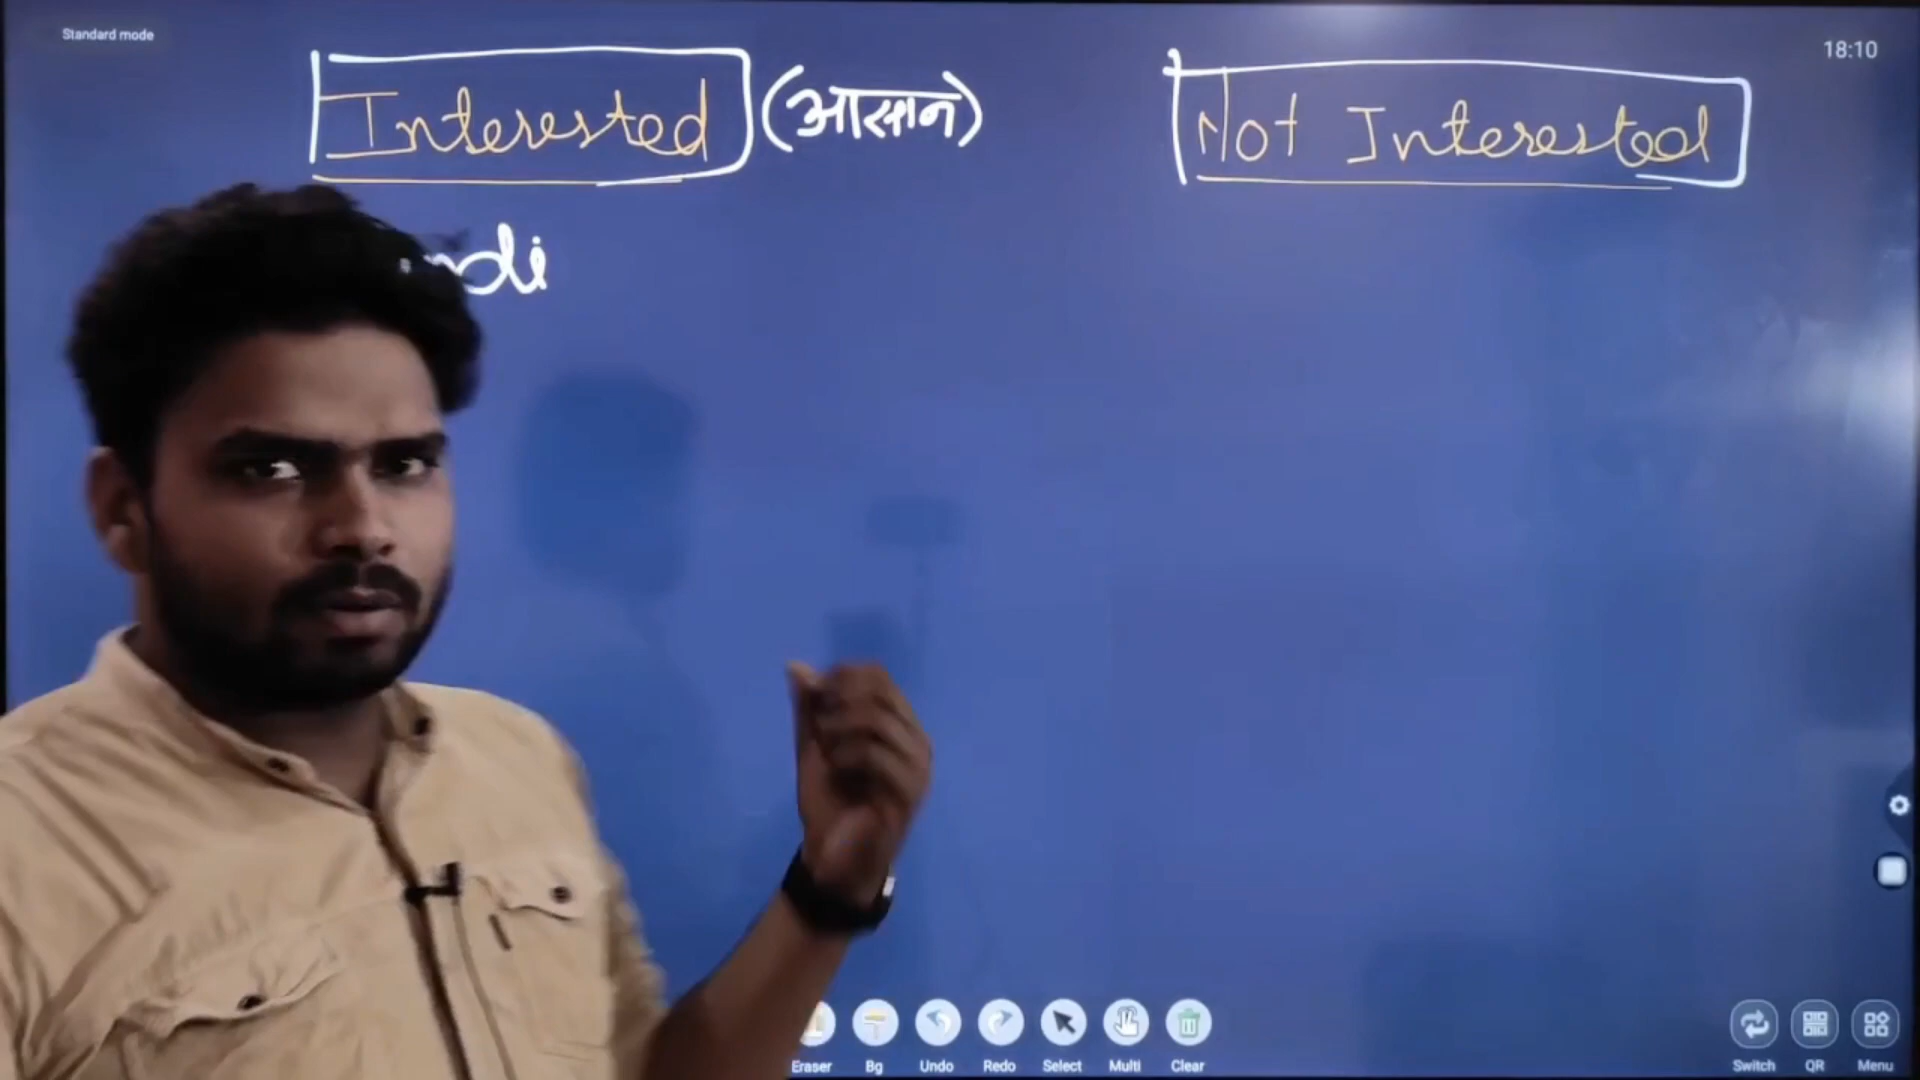 Standard mode
18:10
Interested (आसान)
Not Interested
Eraser Bg Undo Redo Select Multi Clear
Switch QR Menu